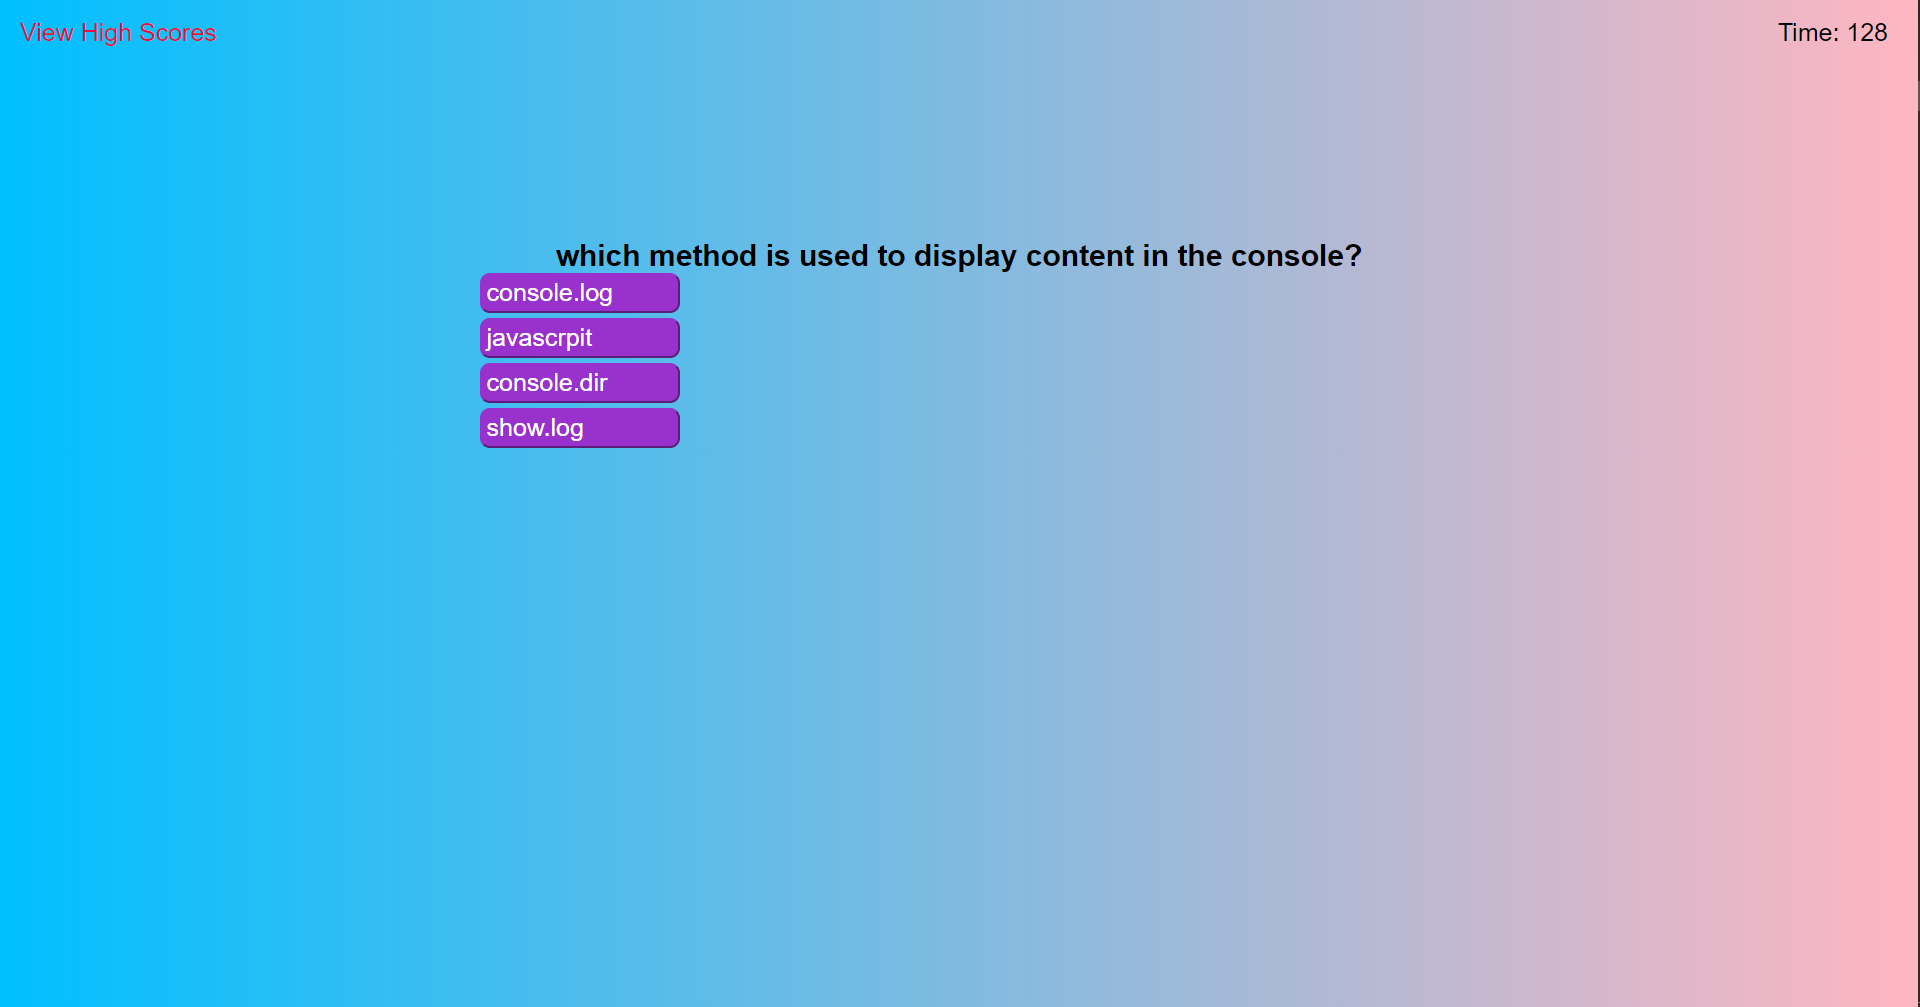 View High Scores
Time: 128
which method is used to display content in the console?
console.log
javascrpit
console.dir
show.log